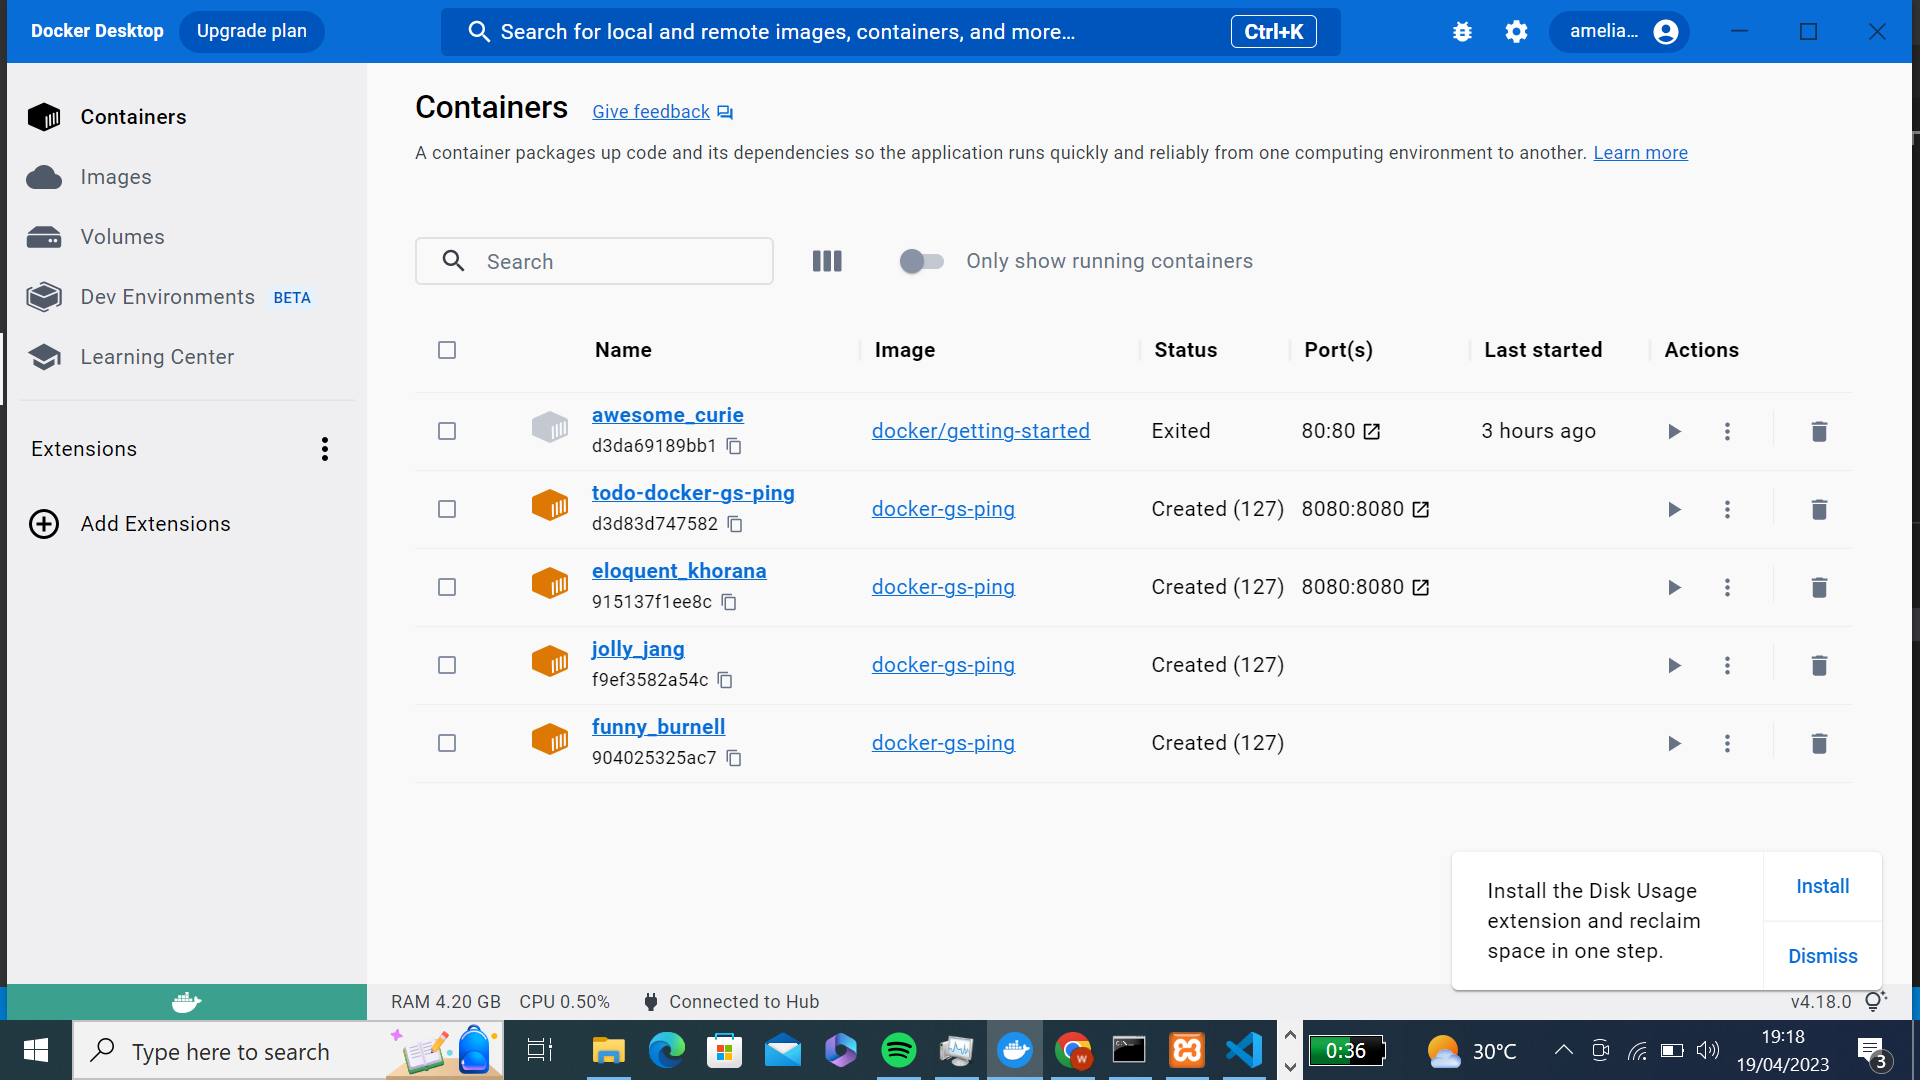 Docker Desktop
Upgrade plan
Search for local and remote images, containers, and more...
Ctrl+K
amelia...
Containers
Images
Volumes
Dev Environments BETA
Learning Center
Extensions
Add Extensions
Containers
Give feedback
A container packages up code and its dependencies so the application runs quickly and reliably from one computing environment to another. Learn more
Search
Only show running containers
Name Image Status Port(s) Last started Actions
awesome_curie
d3da69189bb1
docker/getting-started Exited 80:80 3 hours ago
todo-docker-gs-ping
d3d83d747582
docker-gs-ping Created (127) 8080:8080
eloquent_khorana
915137f1ee8c
docker-gs-ping Created (127) 8080:8080
jolly_jang
f9ef3582a54c
docker-gs-ping Created (127)
funny_burnell
904025325ac7
docker-gs-ping Created (127)
Install the Disk Usage
extension and reclaim
space in one step.
Install
Dismiss
RAM 4.20 GB CPU 0.50% Connected to Hub
v4.18.0
Type here to search
W
0:36
30°C
19:18
19/04/2023
3